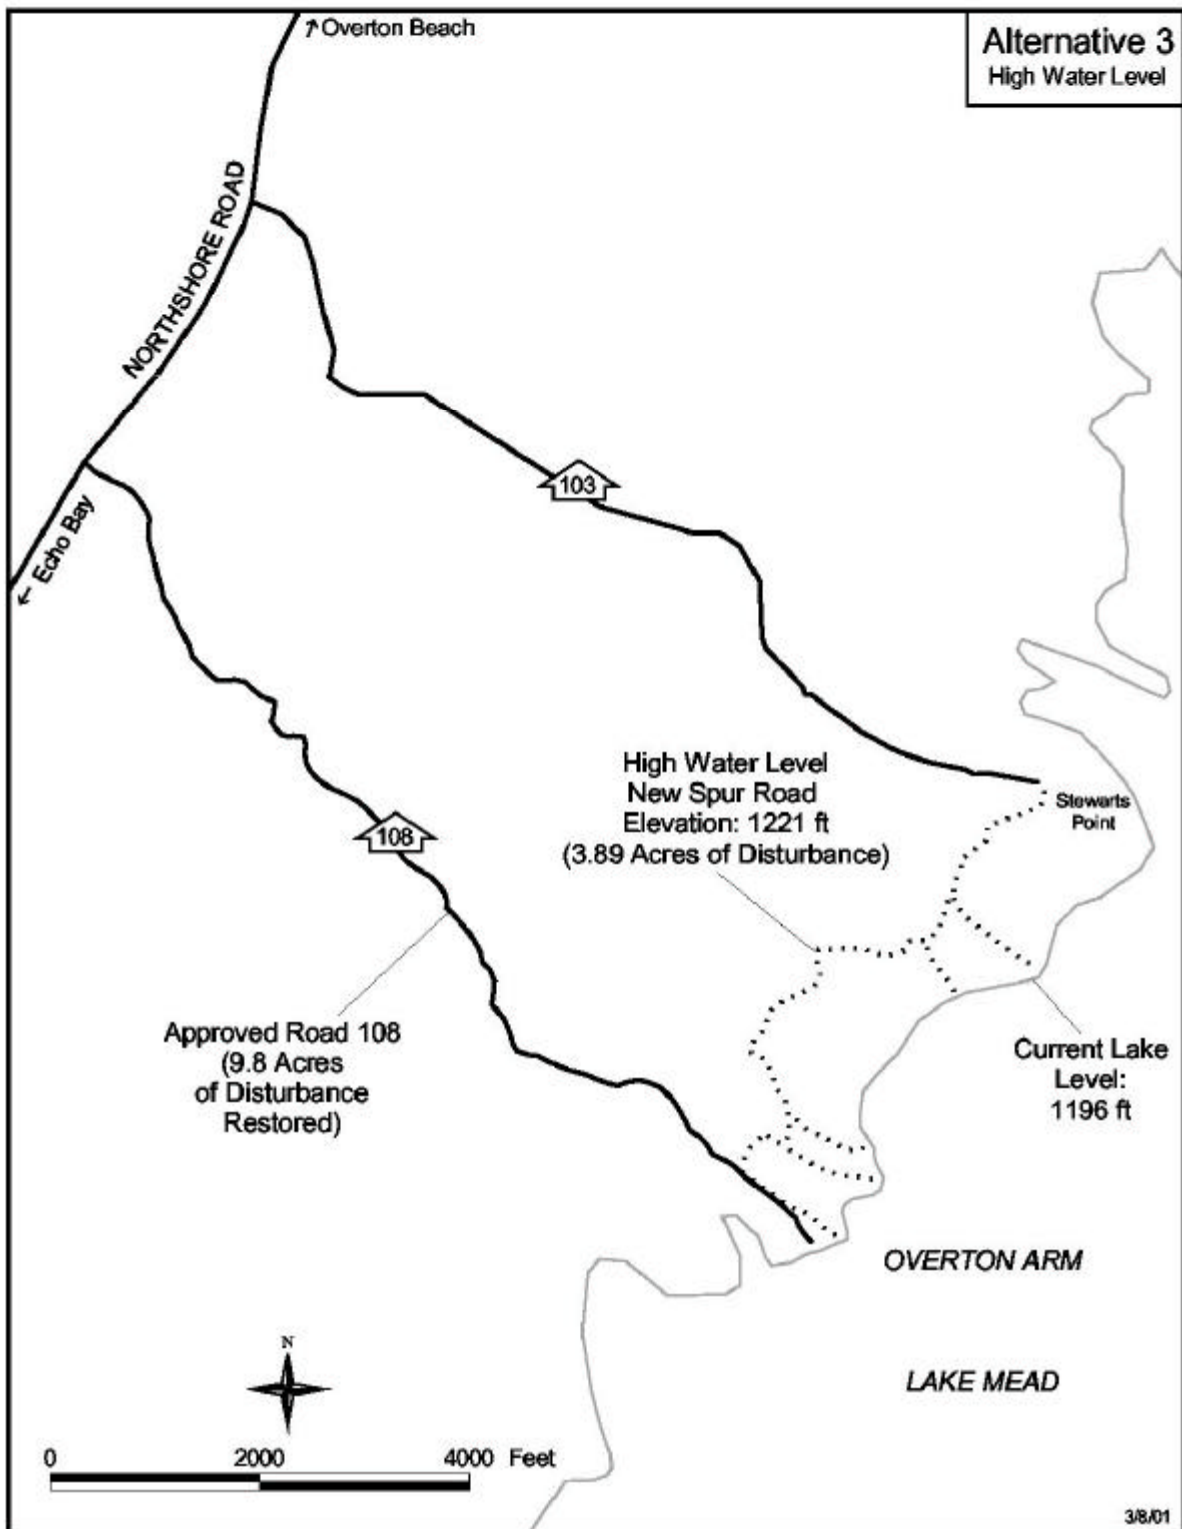 ↗ Overton Beach
Alternative 3
High Water Level
NORTHSHORE ROAD
103
← Echo Bay
High Water Level
New Spur Road
Elevation: 1221 ft
(3.89 Acres of Disturbance)
Stewarts
Point
108
Approved Road 108
(9.8 Acres
of Disturbance
Restored)
Current Lake
Level:
1196 ft
OVERTON ARM
LAKE MEAD
N
0 2000 4000 Feet
3/8/01